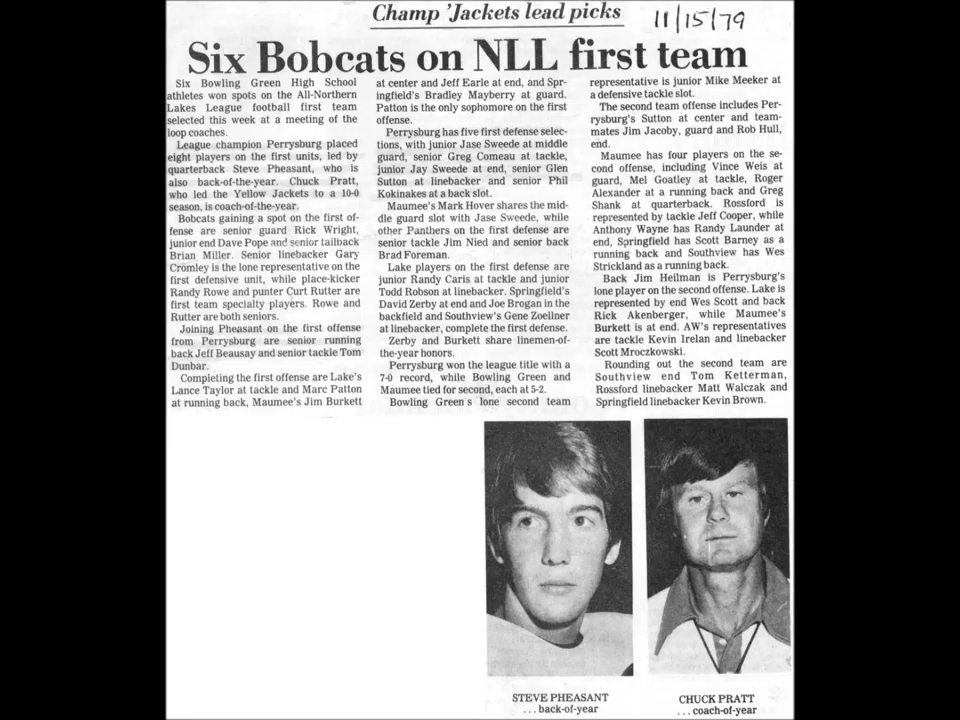 Champ 'Jackets lead picks
11/15/79
Six Bobcats on NLL first team
Six Bowling Green High School
athletes won spots on the All-Northern
Lakes League football first team
selected this week at a meeting of the
loop coaches.
League champion Perrysburg placed
eight players on the first units, led by
quarterback Steve Pheasant, who is
also back-of-the-year. Chuck Pratt,
who led the Yellow Jackets to a 10-0
season, is coach-of-the-year.
Bobcats gaining a spot on the first of-
fense are senior guard Rick Wright,
junior end Dave Pope and senior tailback
Brian Miller. Senior linebacker Gary
Cromley is the lone representative on the
first defensive unit, while place-kicker
Randy Rowe and punter Curt Rutter are
first team specialty players. Rowe and
Rutter are both seniors.
Joining Pheasant on the first offense
from Perrysburg are senior running
back Jeff Beausay and senior tackle Tom
Dunbar.
Completing the first offense are Lake's
Lance Taylor at tackle and Marc Patton
at running back, Maumee's Jim Burkett
at center and Jeff Earle at end, and Spr-
ingfield's Bradley Mayberry at guard.
Patton is the only sophomore on the first
offense.
Perrysburg has five first defense selec-
tions, with junior Jase Sweede at middle
guard, senior Greg Comeau at tackle,
junior Jay Sweede at end, senior Glen
Sutton at linebacker and senior Phil
Kokinakes at a back slot.
Maumee's Mark Hover shares the mid-
dle guard slot with Jase Sweede, while
other Panthers on the first defense are
senior tackle Jim Nied and senior back
Brad Foreman.
Lake players on the first defense are
junior Randy Caris at tackle and junior
Todd Robson at linebacker. Springfield's
David Zerby at end and Joe Brogan in the
backfield and Southview's Gene Zoellner
at linebacker, complete the first defense.
Zerby and Burkett share linemen-of-
the-year honors.
Perrysburg won the league title with a
7-0 record, while Bowling Green and
Maumee tied for second, each at 5-2.
Bowling Green's lone second team
representative is junior Mike Meeker at
a defensive tackle slot.
The second team offense includes Per-
rysburg's Sutton at center and team-
mates Jim Jacoby, guard and Rob Hull,
end.
Maumee has four players on the se-
cond offense, including Vince Weis at
guard, Mel Goatley at tackle, Roger
Alexander at a running back and Greg
Shank at quarterback. Rossford is
represented by tackle Jeff Cooper, while
Anthony Wayne has Randy Launder at
end, Springfield has Scott Barney as a
running back and Southview has Wes
Strickland as a running back.
Back Jim Hellman is Perrysburg's
lone player on the second offense. Lake is
represented by end Wes Scott and back
Rick Akenberger, while Maumee's
Burkett is at end. AW's representatives
are tackle Kevin Irelan and linebacker
Scott Mroczkowski.
Rounding out the second team are
Southview end Tom Ketterman,
Rossford linebacker Matt Walczak and
Springfield linebacker Kevin Brown.
STEVE PHEASANT
...back-of-year
CHUCK PRATT
...coach-of-year